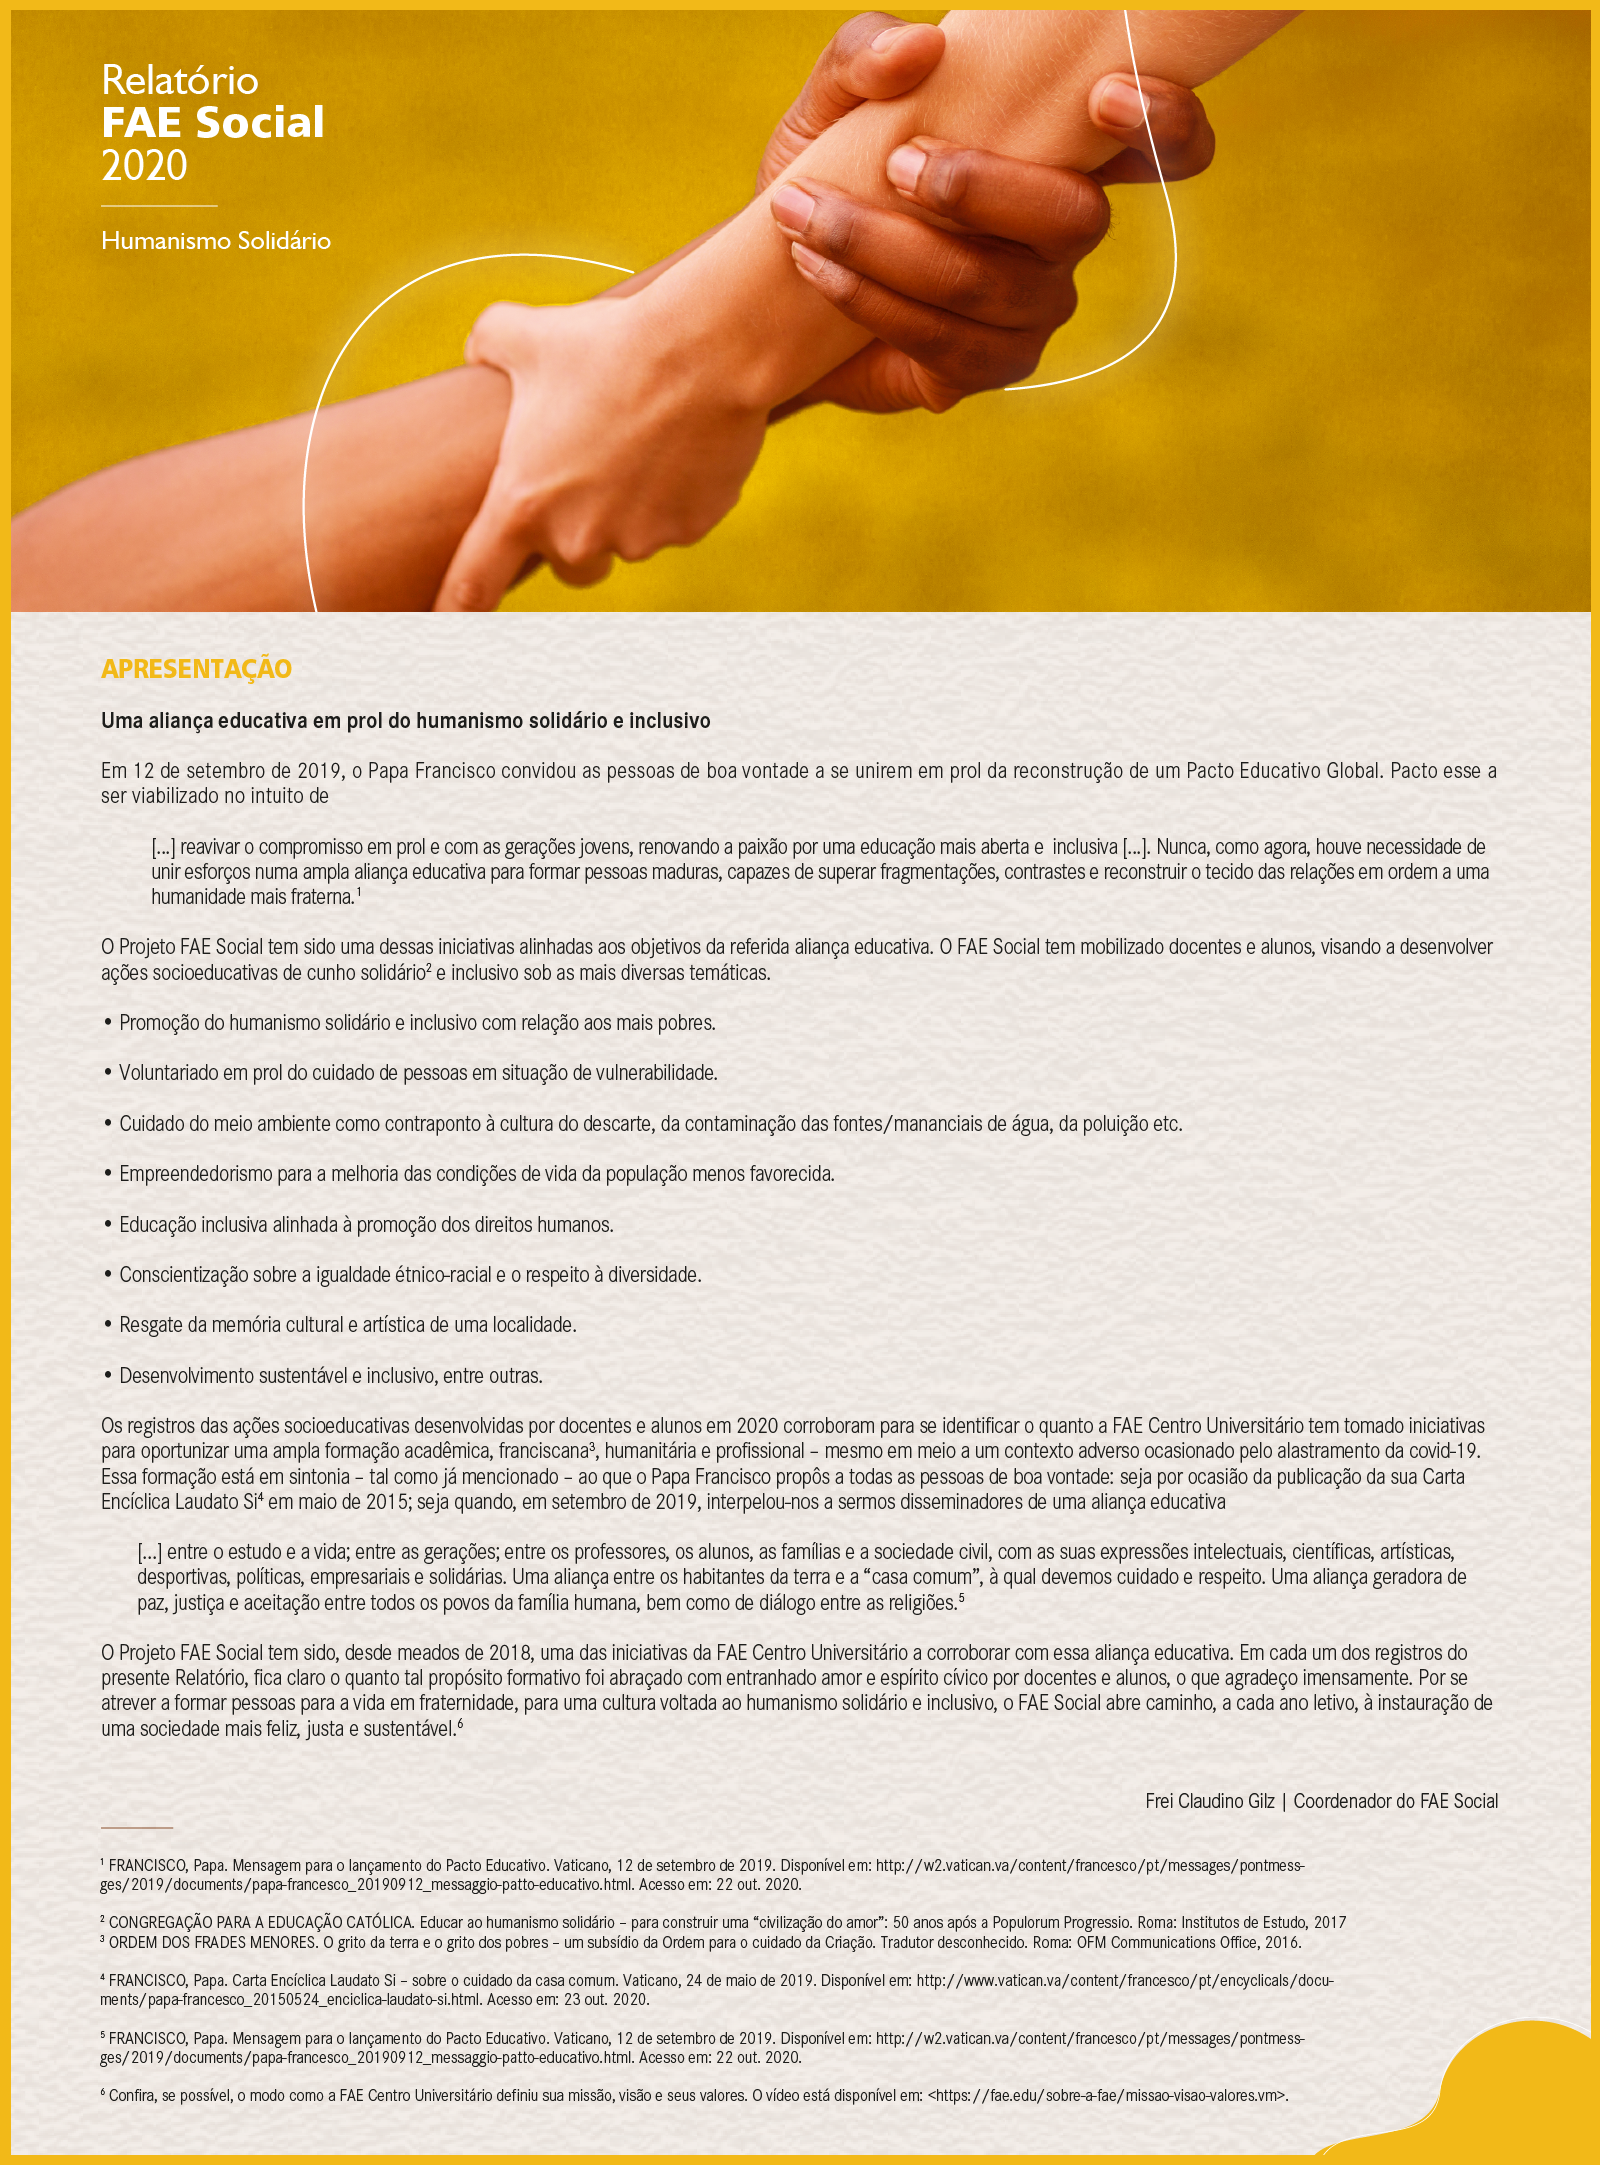 Relatório
FAE Social
2020
Humanismo Solidário
APRESENTAÇÃO
Uma aliança educativa em prol do humanismo solidário e inclusivo
Em 12 de setembro de 2019, o Papa Francisco convidou as pessoas de boa vontade a se unirem em prol da reconstrução de um Pacto Educativo Global. Pacto esse a
ser viabilizado no intuito de
[...] reavivar o compromisso em prol e com as gerações jovens, renovando a paixão por uma educação mais aberta e inclusiva [...]. Nunca, como agora, houve necessidade de
unir esforços numa ampla aliança educativa para formar pessoas maduras, capazes de superar fragmentações, contrastes e reconstruir o tecido das relações em ordem a uma
humanidade mais fraterna.¹
O Projeto FAE Social tem sido uma dessas iniciativas alinhadas aos objetivos da referida aliança educativa. O FAE Social tem mobilizado docentes e alunos, visando a desenvolver
ações socioeducativas de cunho solidário² e inclusivo sob as mais diversas temáticas.
• Promoção do humanismo solidário e inclusivo com relação aos mais pobres.
• Voluntariado em prol do cuidado de pessoas em situação de vulnerabilidade.
• Cuidado do meio ambiente como contraponto à cultura do descarte, da contaminação das fontes/mananciais de água, da poluição etc.
• Empreendedorismo para a melhoria das condições de vida da população menos favorecida.
• Educação inclusiva alinhada à promoção dos direitos humanos.
• Conscientização sobre a igualdade étnico-racial e o respeito à diversidade.
• Resgate da memória cultural e artística de uma localidade.
• Desenvolvimento sustentável e inclusivo, entre outras.
Os registros das ações socioeducativas desenvolvidas por docentes e alunos em 2020 corroboram para se identificar o quanto a FAE Centro Universitário tem tomado iniciativas
para oportunizar uma ampla formação acadêmica, franciscana³, humanitária e profissional – mesmo em meio a um contexto adverso ocasionado pelo alastramento da covid-19.
Essa formação está em sintonia – tal como já mencionado – ao que o Papa Francisco propôs a todas as pessoas de boa vontade: seja por ocasião da publicação da sua Carta
Encíclica Laudato Si⁴ em maio de 2015; seja quando, em setembro de 2019, interpelou-nos a sermos disseminadores de uma aliança educativa
[...] entre o estudo e a vida; entre as gerações; entre os professores, os alunos, as famílias e a sociedade civil, com as suas expressões intelectuais, científicas, artísticas,
desportivas, políticas, empresariais e solidárias. Uma aliança entre os habitantes da terra e a “casa comum”, à qual devemos cuidado e respeito. Uma aliança geradora de
paz, justiça e aceitação entre todos os povos da família humana, bem como de diálogo entre as religiões.⁵
O Projeto FAE Social tem sido, desde meados de 2018, uma das iniciativas da FAE Centro Universitário a corroborar com essa aliança educativa. Em cada um dos registros do
presente Relatório, fica claro o quanto tal propósito formativo foi abraçado com entranhado amor e espírito cívico por docentes e alunos, o que agradeço imensamente. Por se
atrever a formar pessoas para a vida em fraternidade, para uma cultura voltada ao humanismo solidário e inclusivo, o FAE Social abre caminho, a cada ano letivo, à instauração de
uma sociedade mais feliz, justa e sustentável.⁶
Frei Claudino Gilz | Coordenador do FAE Social
¹ FRANCISCO, Papa. Mensagem para o lançamento do Pacto Educativo. Vaticano, 12 de setembro de 2019. Disponível em: http://w2.vatican.va/content/francesco/pt/messages/pontmess-
ges/2019/documents/papa-francesco_20190912_messaggio-patto-educativo.html. Acesso em: 22 out. 2020.
² CONGREGAÇÃO PARA A EDUCAÇÃO CATÓLICA. Educar ao humanismo solidário – para construir uma “civilização do amor”: 50 anos após a Populorum Progressio. Roma: Institutos de Estudo, 2017
³ ORDEM DOS FRADES MENORES. O grito da terra e o grito dos pobres – um subsídio da Ordem para o cuidado da Criação. Tradutor desconhecido. Roma: OFM Communications Office, 2016.
⁴ FRANCISCO, Papa. Carta Encíclica Laudato Si – sobre o cuidado da casa comum. Vaticano, 24 de maio de 2019. Disponível em: http://www.vatican.va/content/francesco/pt/encyclicals/docu-
ments/papa-francesco_20150524_enciclica-laudato-si.html. Acesso em: 23 out. 2020.
⁵ FRANCISCO, Papa. Mensagem para o lançamento do Pacto Educativo. Vaticano, 12 de setembro de 2019. Disponível em: http://w2.vatican.va/content/francesco/pt/messages/pontmess-
ges/2019/documents/papa-francesco_20190912_messaggio-patto-educativo.html. Acesso em: 22 out. 2020.
⁶ Confira, se possível, o modo como a FAE Centro Universitário definiu sua missão, visão e seus valores. O vídeo está disponível em: <https://fae.edu/sobre-a-fae/missao-visao-valores.vm>.